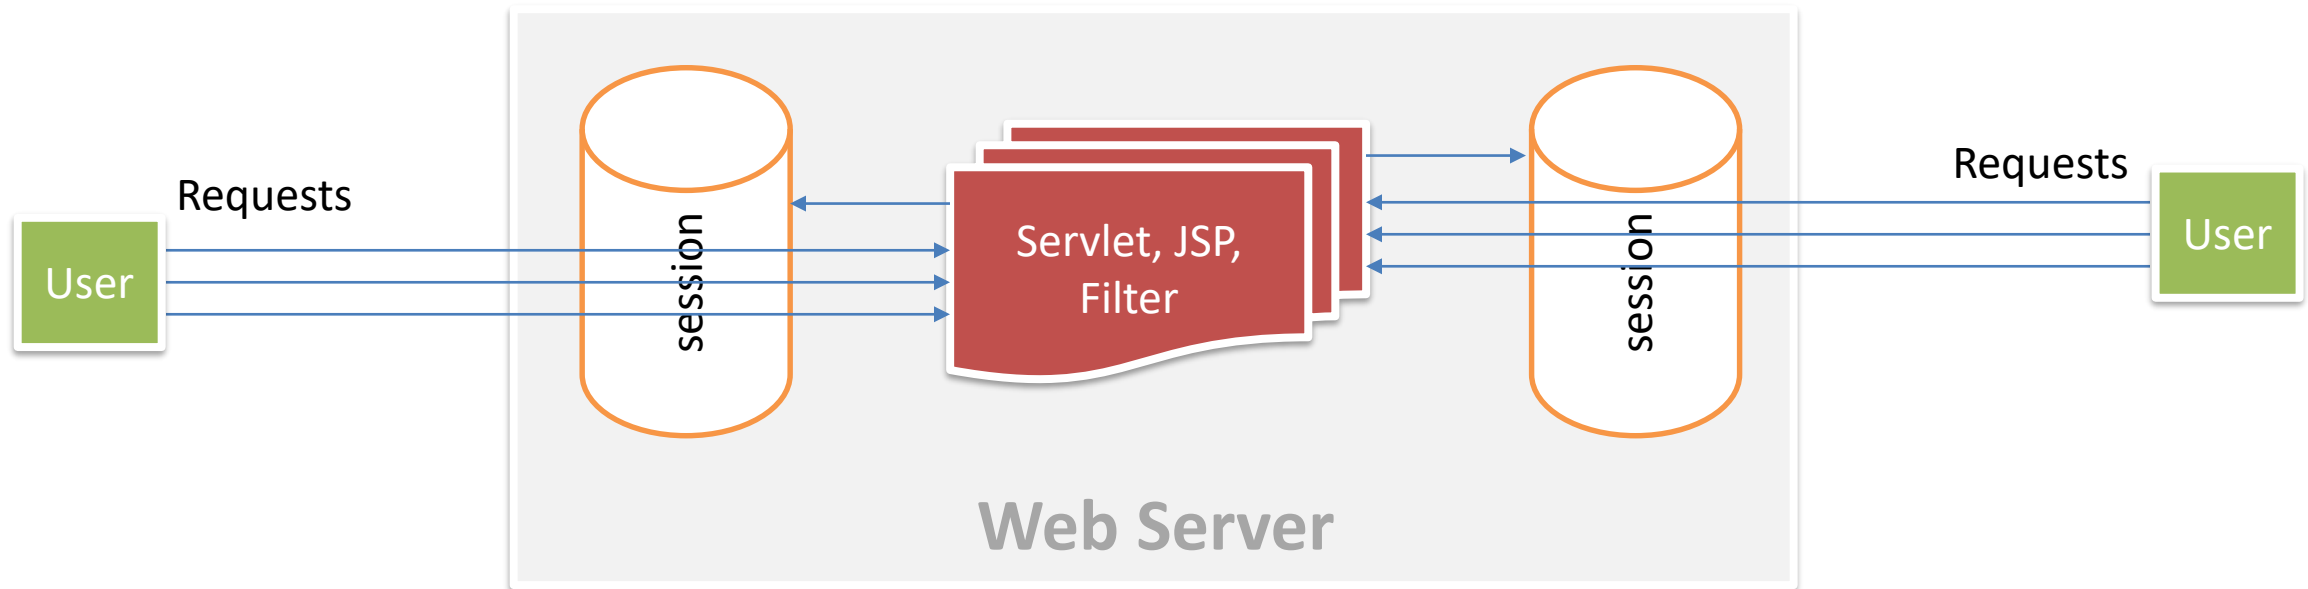 Requests
User
session
Servlet, JSP,
Filter
session
Requests
User
Web Server